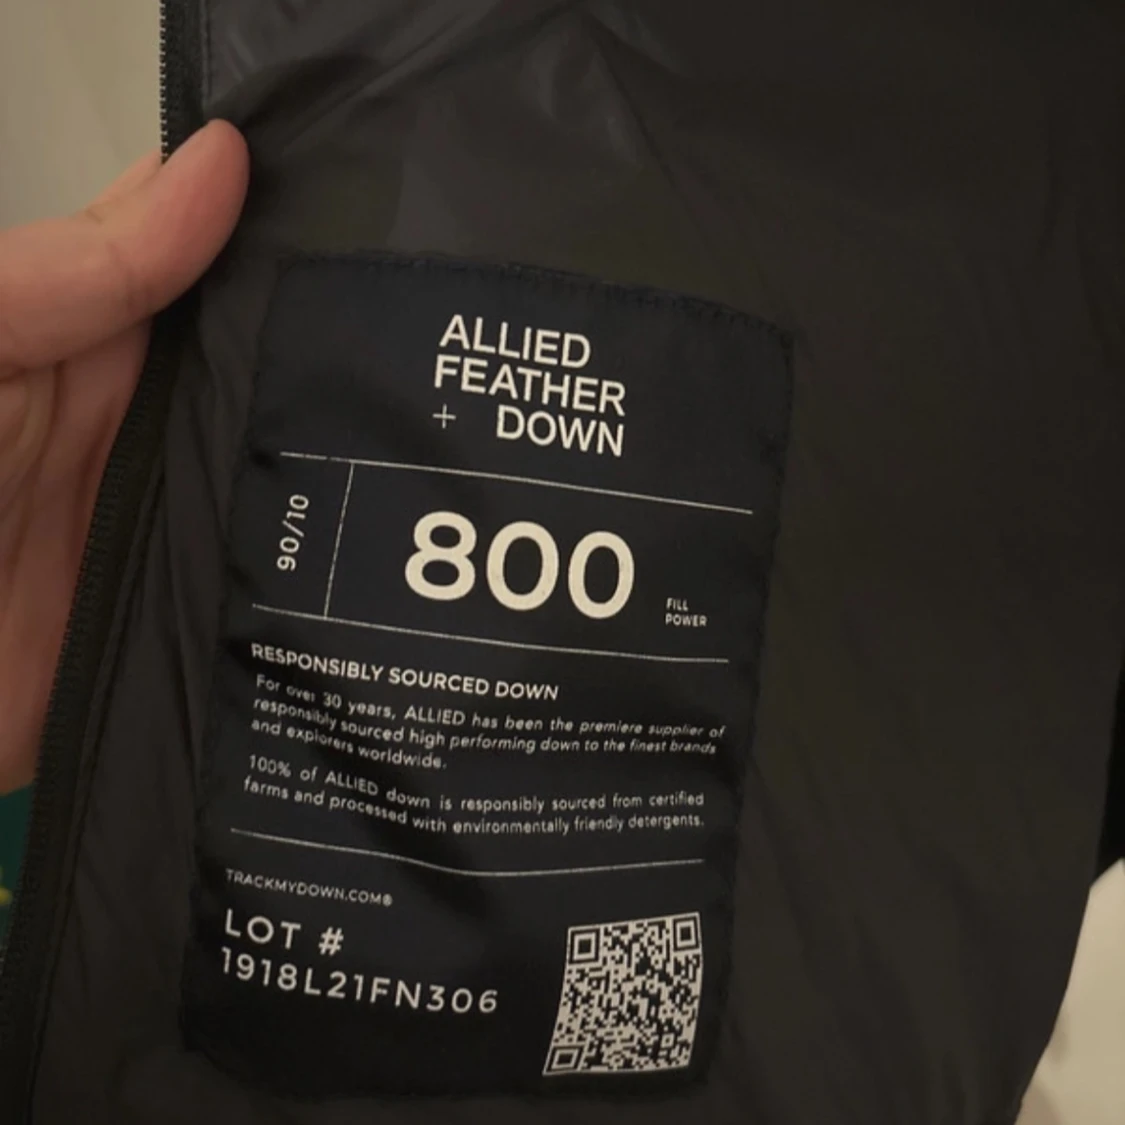 ALLIED
FEATHER
+ DOWN
90/10
800
FILL
POWER
RESPONSIBLY SOURCED DOWN
For over 30 years, ALLIED has been the premiere supplier of
responsibly sourced high performing down to the finest brands
and explorers worldwide.
100% of ALLIED down is responsibly sourced from certified
farms and processed with environmentally friendly detergents.
TRACKMYDOWN.COM®
LOT #
1918L21FN306